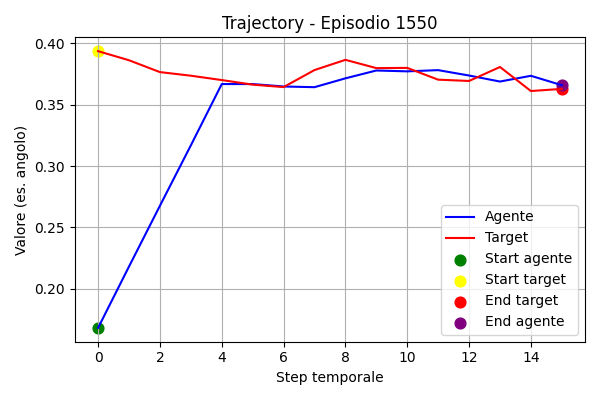 Trajectory - Episodio 1550
Valore (es. angolo)
0.40
0.35
0.30
0.25
0.20
0 2 4 6 8 10 12 14
Step temporale
Agente
Target
Start agente
Start target
End target
End agente